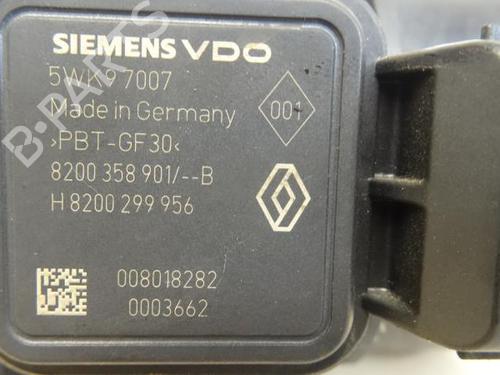 SIEMENS VDO
5WK9 7007
Made in Germany
001
>PBT-GF30<
8200 358 901/--B
H 8200 299 956
008018282
0003662
B-PARTS